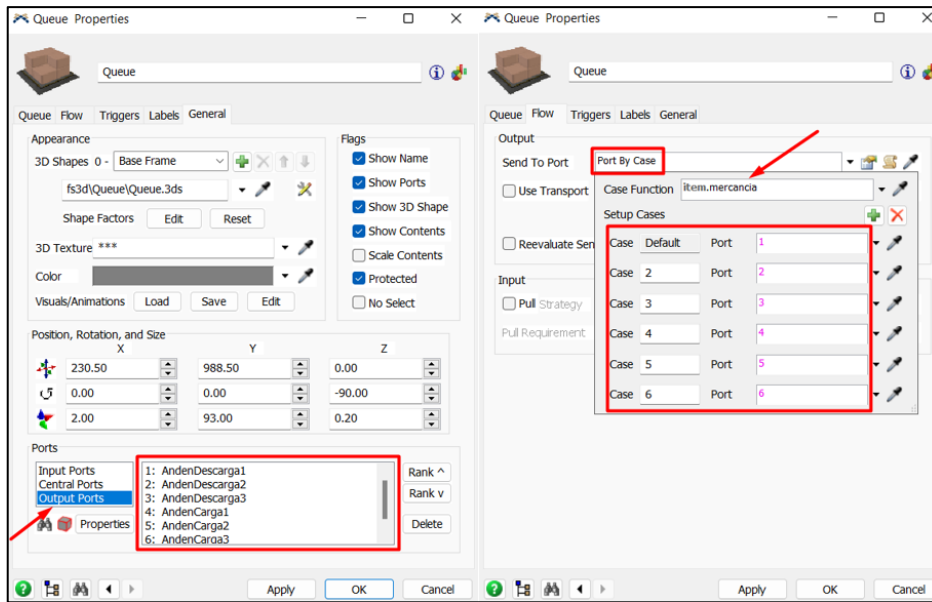 Queue Properties
Queue
Queue Flow Triggers Labels General
Appearance
3D Shapes 0 - Base Frame
fs3d\Queue\Queue.3ds
Shape Factors Edit Reset
3D Texture ***
Color
Visuals/Animations Load Save Edit
Flags
Show Name
Show Ports
Show 3D Shape
Show Contents
Scale Contents
Protected
No Select
Position, Rotation, and Size
X Y Z
230.50 988.50 0.00
0.00 0.00 -90.00
2.00 93.00 0.20
Ports
Input Ports
Central Ports
Output Ports
Properties
1: AndenDescarga1
2: AndenDescarga2
3: AndenDescarga3
4: AndenCarga1
5: AndenCarga2
6: AndenCarga3
Rank ^
Rank v
Delete
Apply OK Cancel
Queue Properties
Queue
Queue Flow Triggers Labels General
Output
Send To Port Port By Case
Use Transport
Reevaluate Sen
Input
Pull Strategy
Pull Requirement
Case Function item.mercancia
Setup Cases
Case Default Port 1
Case 2 Port 2
Case 3 Port 3
Case 4 Port 4
Case 5 Port 5
Case 6 Port 6
Apply OK Cancel